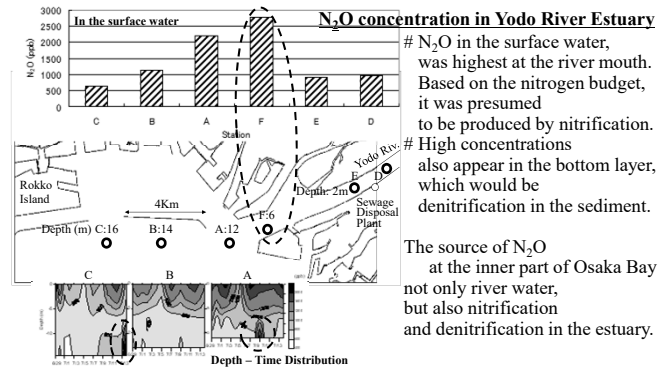 N2O concentration in Yodo River Estuary
In the surface water
N2O (ppb)
3000
2500
2000
1500
1000
500
0
C B A F E D
Station
# N2O in the surface water,
was highest at the river mouth.
Based on the nitrogen budget,
it was presumed
to be produced by nitrification.
# High concentrations
also appear in the bottom layer,
which would be
denitrification in the sediment.
The source of N2O
at the inner part of Osaka Bay
not only river water,
but also nitrification
and denitrification in the estuary.
Yodo Riv.
E D
Depth: 2m
Sewage
Disposal
Plant
Rokko
Island
4Km
F:6
Depth (m) C:16 B:14 A:12
C B A
Depth – Time Distribution